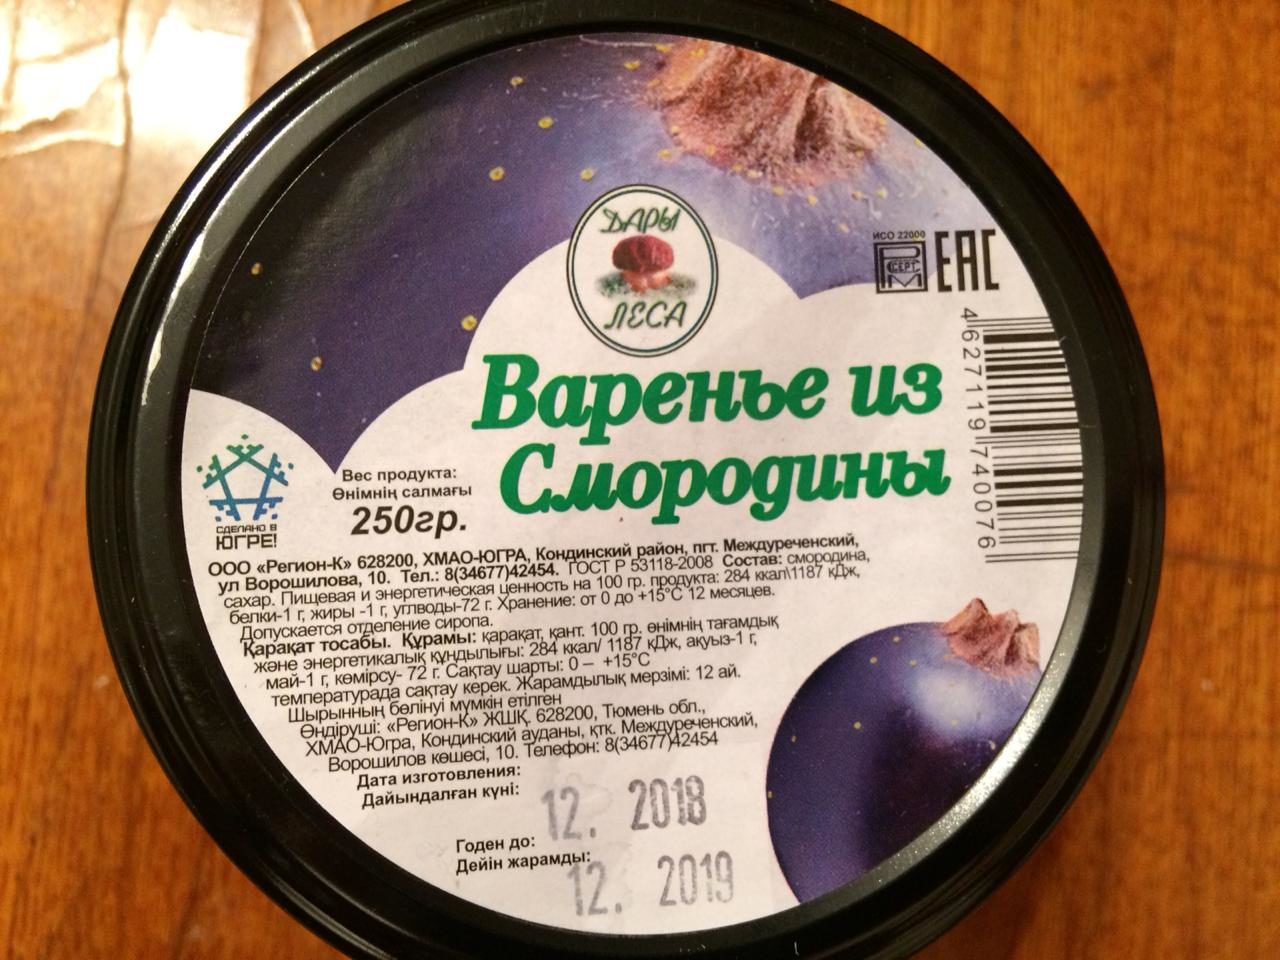 ДАРЫ
ЛЕСА
ИСО 22000
РСТ
СЕРТ
EAC
Варенье из
Смородины
4 627119 740076
СДЕЛАНО В
ЮГРЕ!
Вес продукта:
Өнімнің салмағы
250гр.
ООО «Регион-К» 628200, ХМАО-ЮГРА, Кондинский район, пгт. Междуреченский,
ул Ворошилова, 10. Тел.: 8(34677)42454. ГОСТ Р 53118-2008 Состав: смородина,
сахар. Пищевая и энергетическая ценность на 100 гр. продукта: 284 ккал\1187 кДж,
белки-1 г, жиры -1 г, углводы-72 г. Хранение: от 0 до +15°С 12 месяцев.
Допускается отделение сиропа.
Қарақат тосабы. Құрамы: қарақат, қант. 100 гр. өнімнің тағамдық
және энергетикалық құндылығы: 284 ккал/ 1187 кДж, ақуыз-1 г,
май-1 г, көмірсу- 72 г. Сақтау шарты: 0 – +15°С
температурада сақтау керек. Жарамдылық мерзімі: 12 ай.
Шырынның бөлінуі мүмкін етілген
Өндіруші: «Регион-К» ЖШҚ. 628200, Тюмень обл.,
ХМАО-Югра, Кондинский ауданы, қтк. Междуреченский,
Ворошилов көшесі, 10. Телефон: 8(34677)42454
Дата изготовления:
Дайындалған күні:
12. 2018
Годен до:
Дейін жарамды:
12. 2019